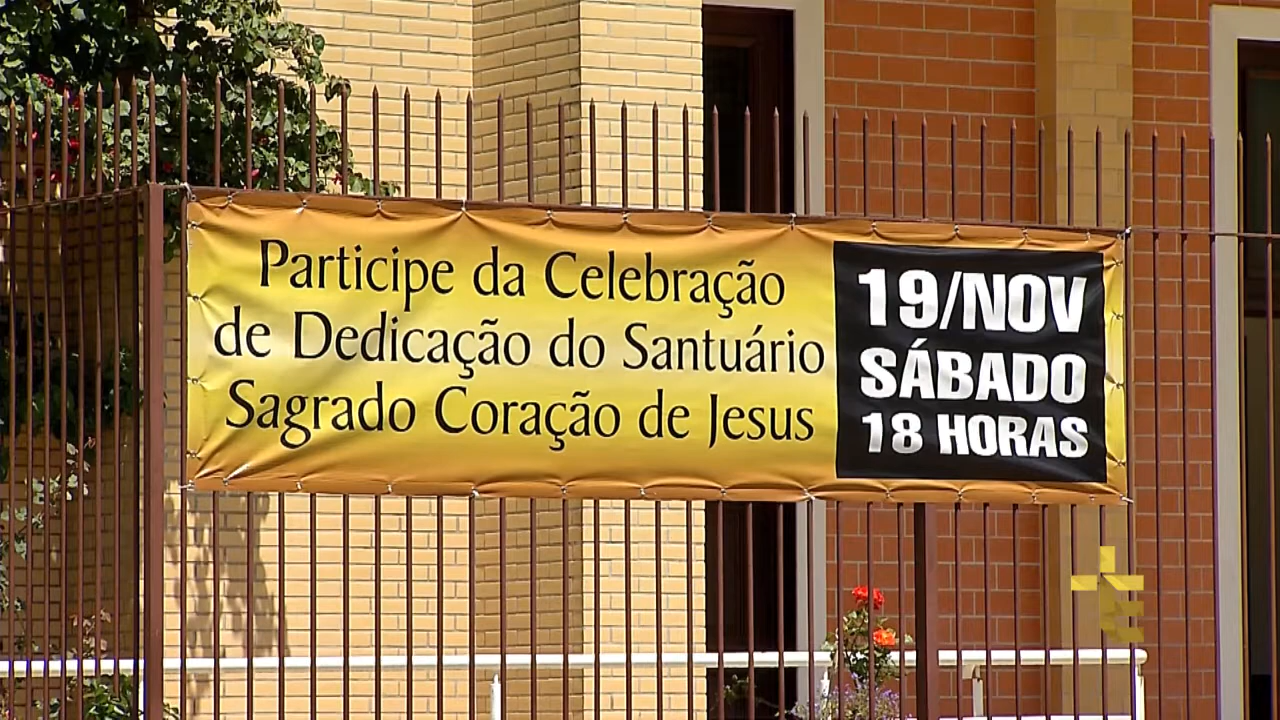 Participe da Celebração
de Dedicação do Santuário
Sagrado Coração de Jesus
19/NOV
SÁBADO
18 HORAS